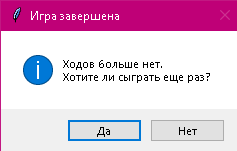 Игра завершена
Ходов больше нет.
Хотите ли сыграть еще раз?
Да
Нет